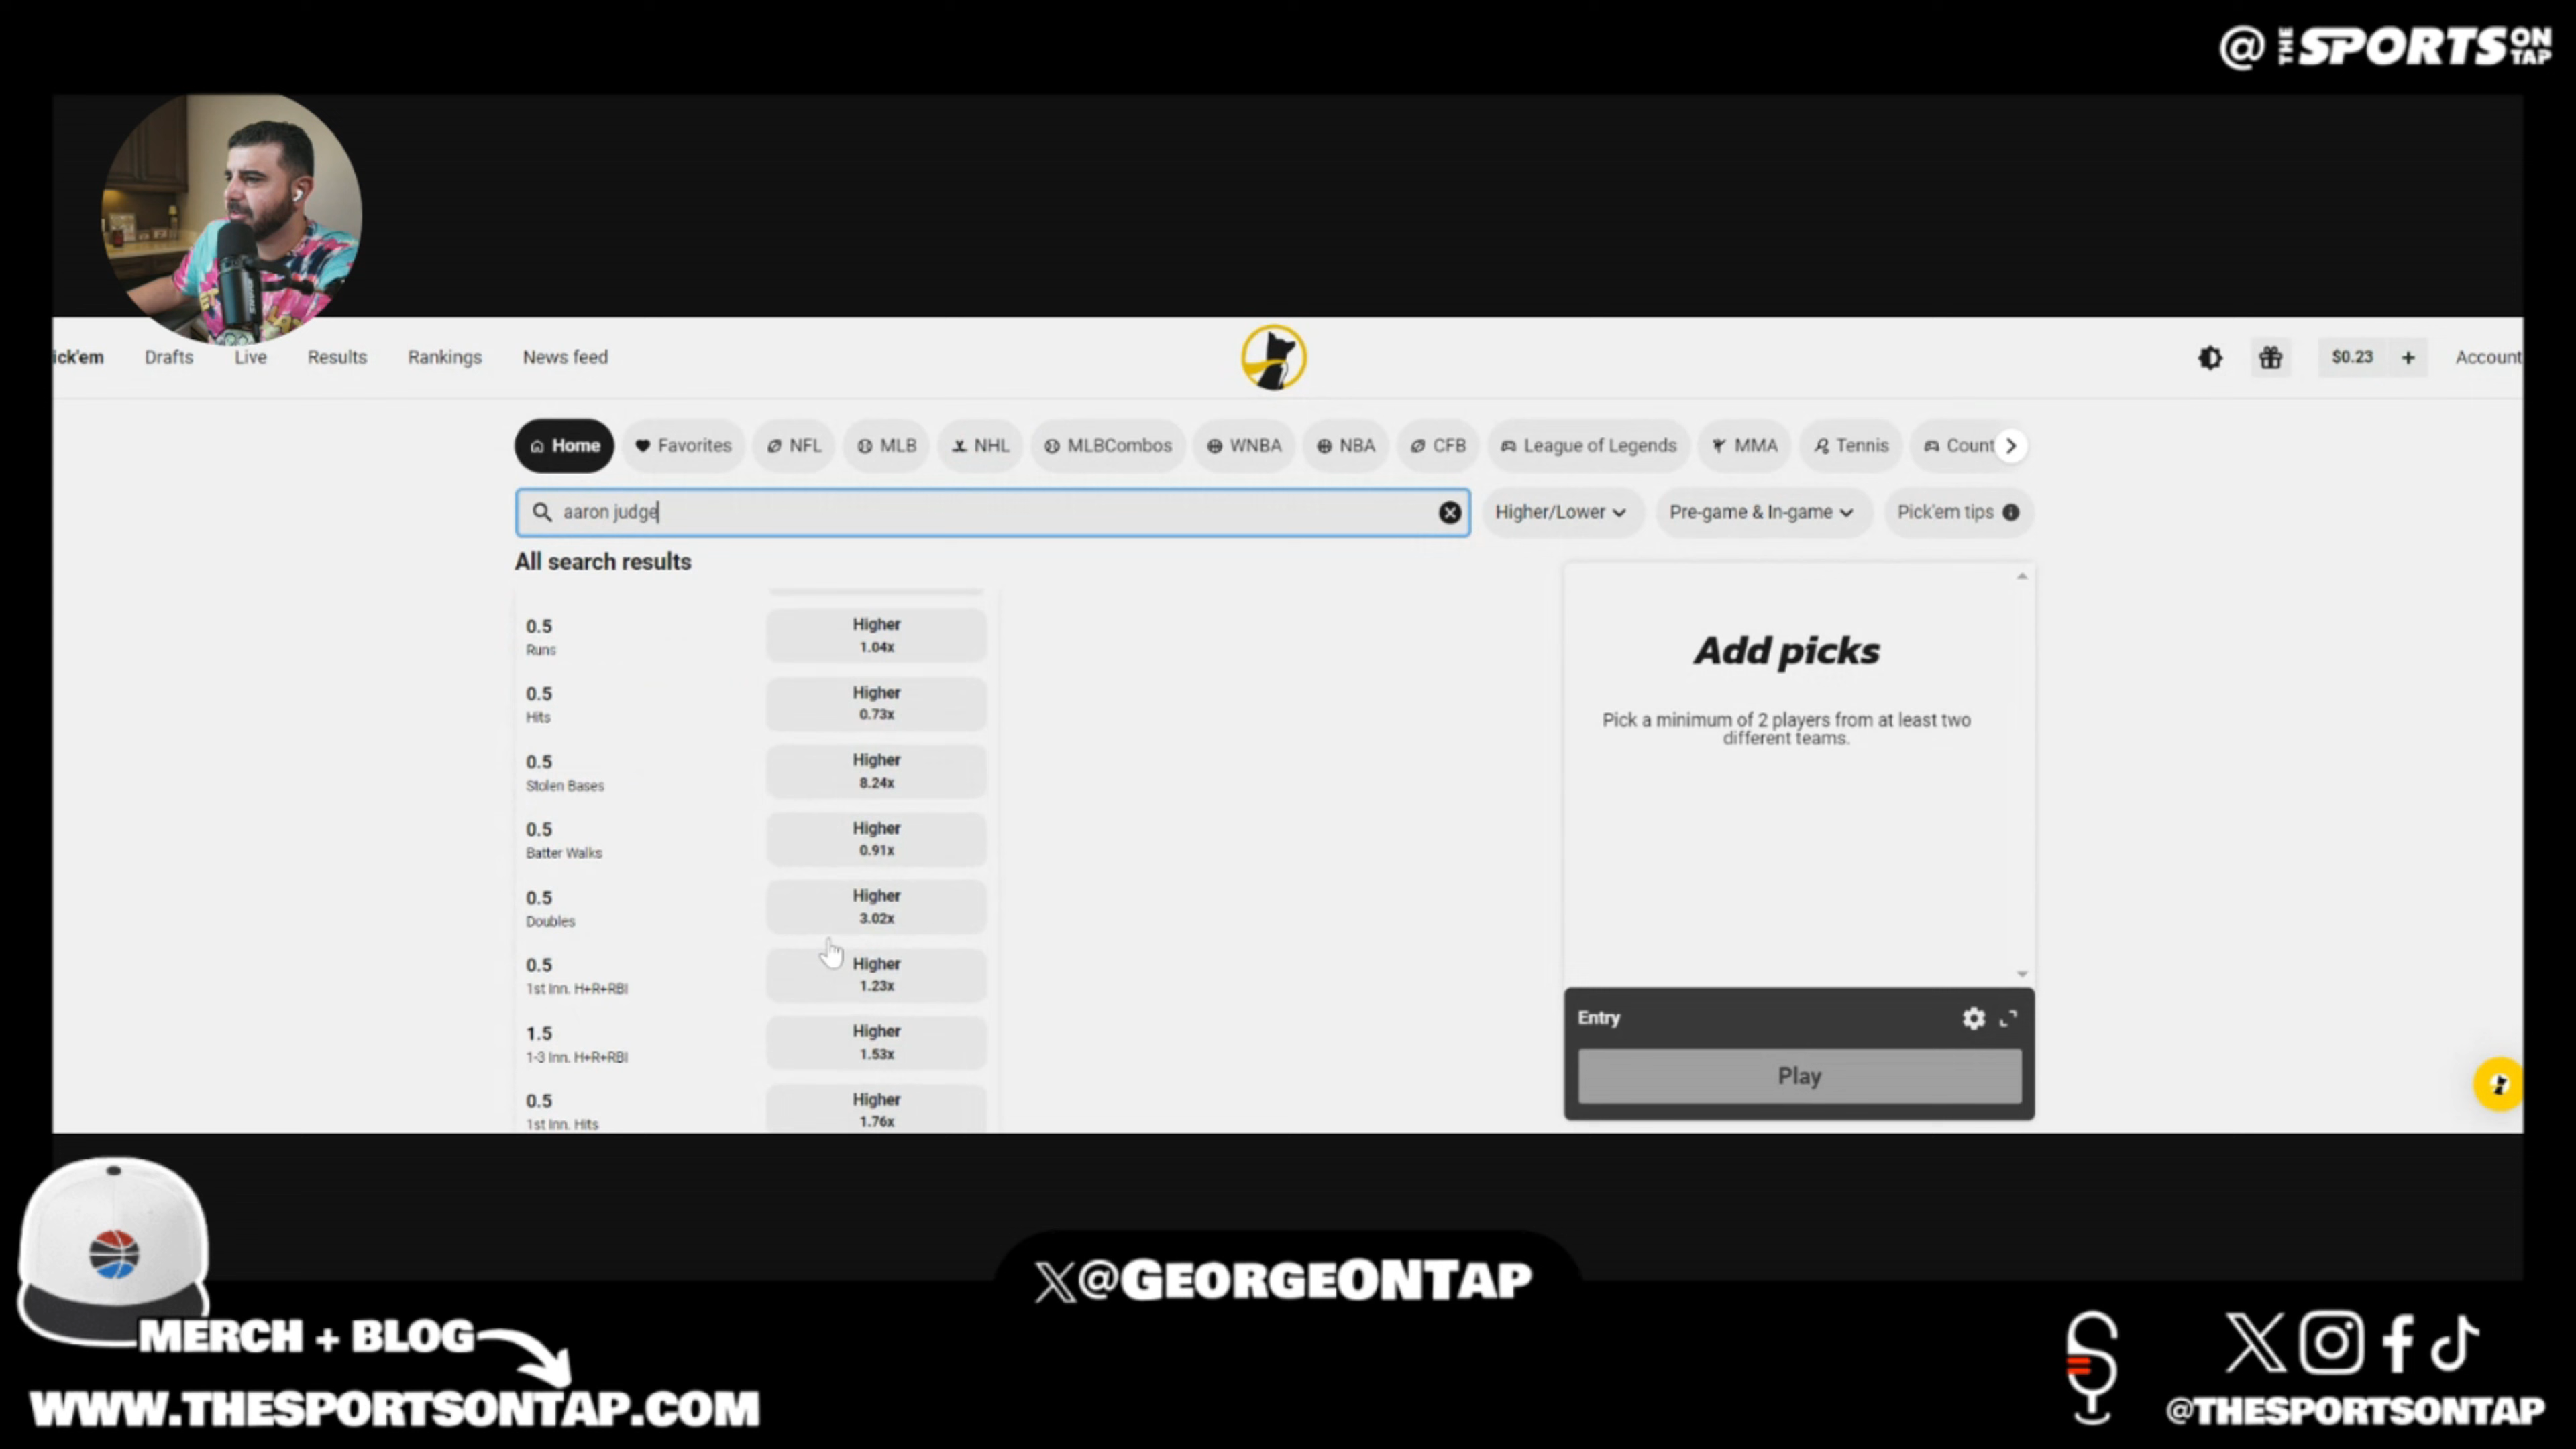 @ THE SPORTS ON TAP
ick'em Drafts Live Results Rankings News feed $0.23 + Account
Home Favorites NFL MLB NHL MLBCombos WNBA NBA CFB League of Legends MMA Tennis Count
aaron judge Higher/Lower Pre-game & In-game Pick'em tips
All search results
0.5 Higher
Runs 1.04x
0.5 Higher
Hits 0.73x
0.5 Higher
Stolen Bases 8.24x
0.5 Higher
Batter Walks 0.91x
0.5 Higher
Doubles 3.02x
0.5 Higher
1st Inn. H+R+RBI 1.23x
1.5 Higher
1-3 Inn. H+R+RBI 1.53x
0.5 Higher
1st Inn. Hits 1.76x
Add picks
Pick a minimum of 2 players from at least two
different teams.
Entry
Play
X@GEORGEONTAP
MERCH + BLOG
WWW.THESPORTSONTAP.COM
@THESPORTSONTAP